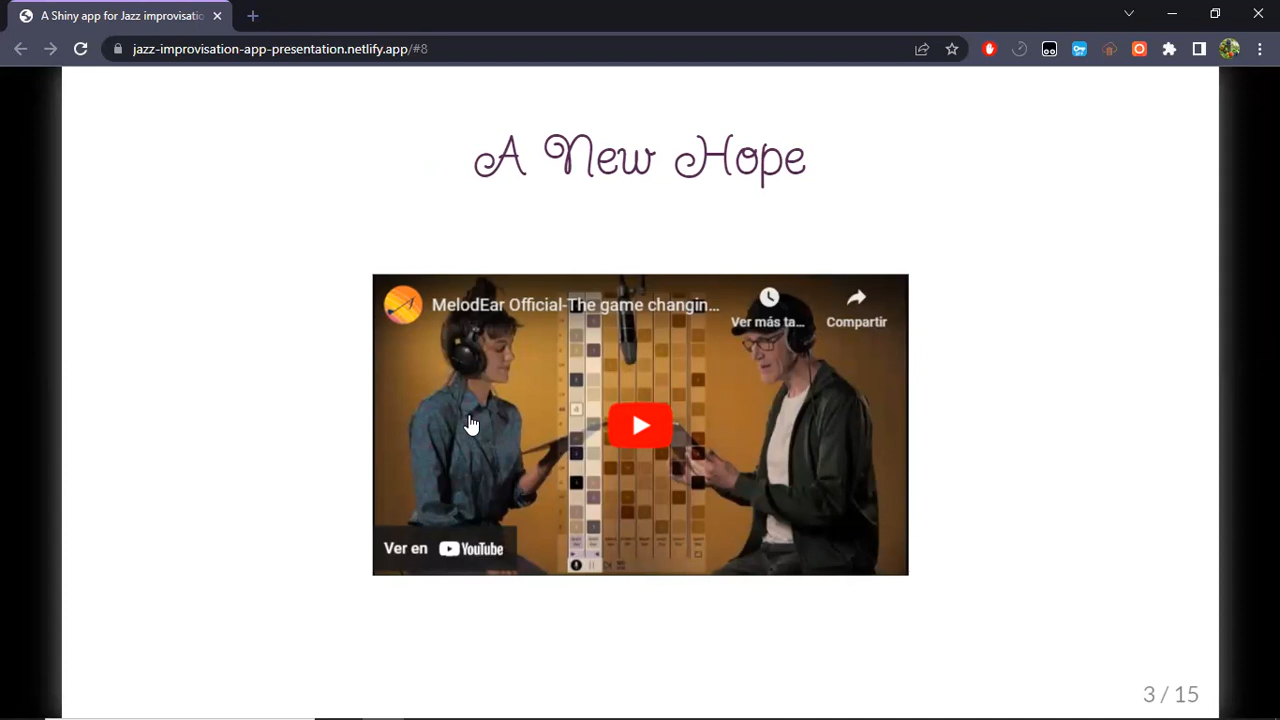 A Shiny app for Jazz improvisatio
jazz-improvisation-app-presentation.netlify.app/#8
A New Hope
MelodEar Official-The game changin...
Ver más ta...
Compartir
Ver en YouTube
3 / 15